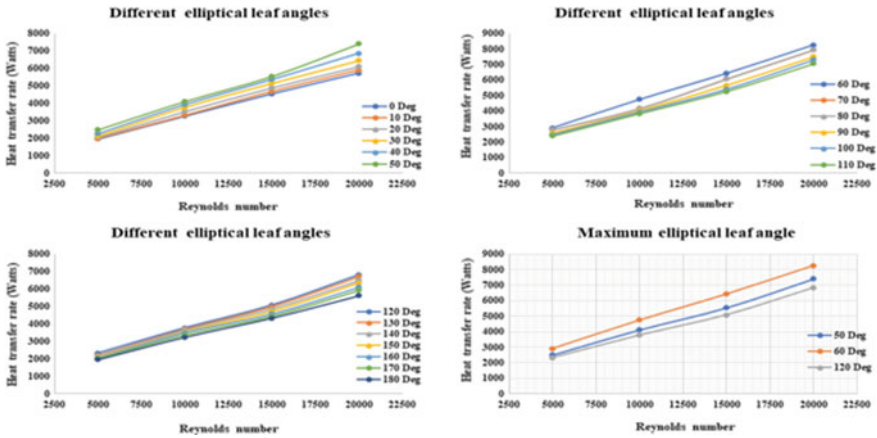 Different elliptical leaf angles
Heat transfer rate (Watts)
8000
7000
6000
5000
4000
3000
2000
1000
0
2500 5000 7500 10000 12500 15000 17500 20000 22500
Reynolds number
0 Deg
10 Deg
20 Deg
30 Deg
40 Deg
50 Deg
Different elliptical leaf angles
Heat transfer rate (Watts)
9000
8000
7000
6000
5000
4000
3000
2000
1000
0
2500 5000 7500 10000 12500 15000 17500 20000 22500
Reynolds number
60 Deg
70 Deg
80 Deg
90 Deg
100 Deg
110 Deg
Different elliptical leaf angles
Heat transfer rate (Watts)
8000
7000
6000
5000
4000
3000
2000
1000
0
2500 5000 7500 10000 12500 15000 17500 20000 22500
Reynolds number
120 Deg
130 Deg
140 Deg
150 Deg
160 Deg
170 Deg
180 Deg
Maximum elliptical leaf angle
Heat transfer rate (Watts)
9000
8000
7000
6000
5000
4000
3000
2000
1000
0
2500 5000 7500 10000 12500 15000 17500 20000 22500
Reynolds number
50 Deg
60 Deg
120 Deg